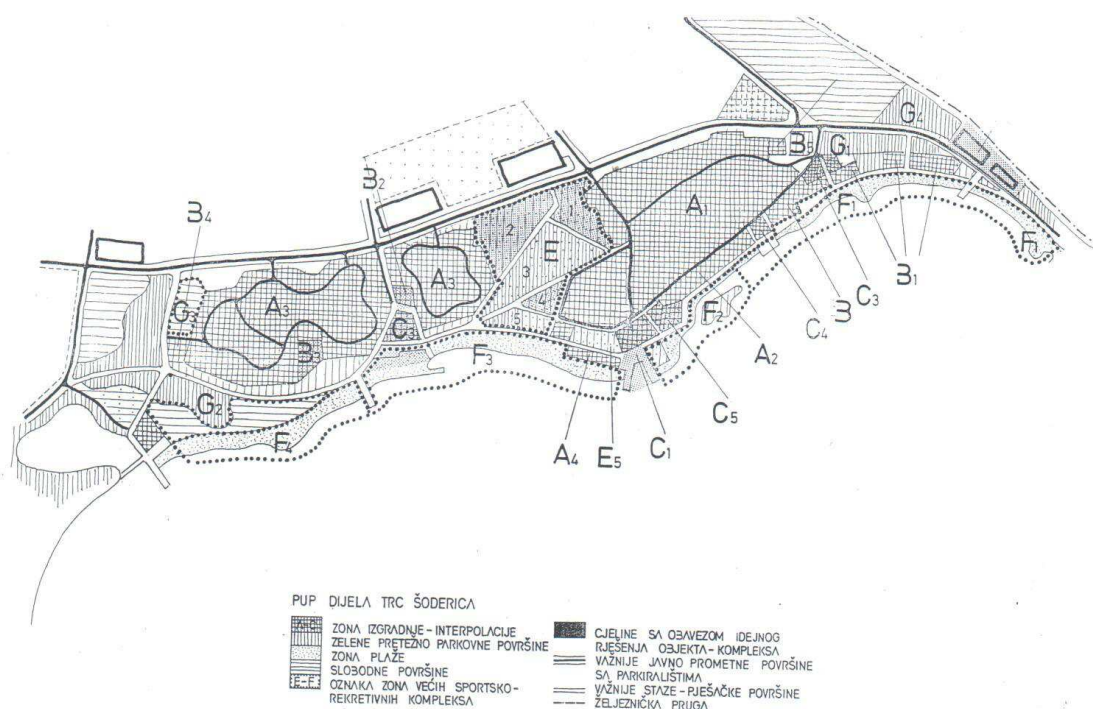 G4
B5
G1
B2
B4
1
A1
2
F1
E
F1
3
A3
B1
A3
G3
C3
4
C3
B
F2
C4
5
B3
F3
A2
G2
C5
F4
A4
E5
C1
PUP DIJELA TRC ŠODERICA
A-C ZONA IZGRADNJE-INTERPOLACIJE
ZELENE PRETEŽNO PARKOVNE POVRŠINE
ZONA PLAŽE
SLOBODNE POVRŠINE
E-F OZNAKA ZONA VEĆIH SPORTSKO-
REKRETIVNIH KOMPLEKSA
CJELINE SA OBAVEZOM IDEJNOG
RJEŠENJA OBJEKTA-KOMPLEKSA
VAŽNIJE JAVNO PROMETNE POVRŠINE
SA PARKIRALIŠTIMA
VAŽNIJE STAZE-PJEŠAČKE POVRŠINE
ŽELJEZNIČKA PRUGA